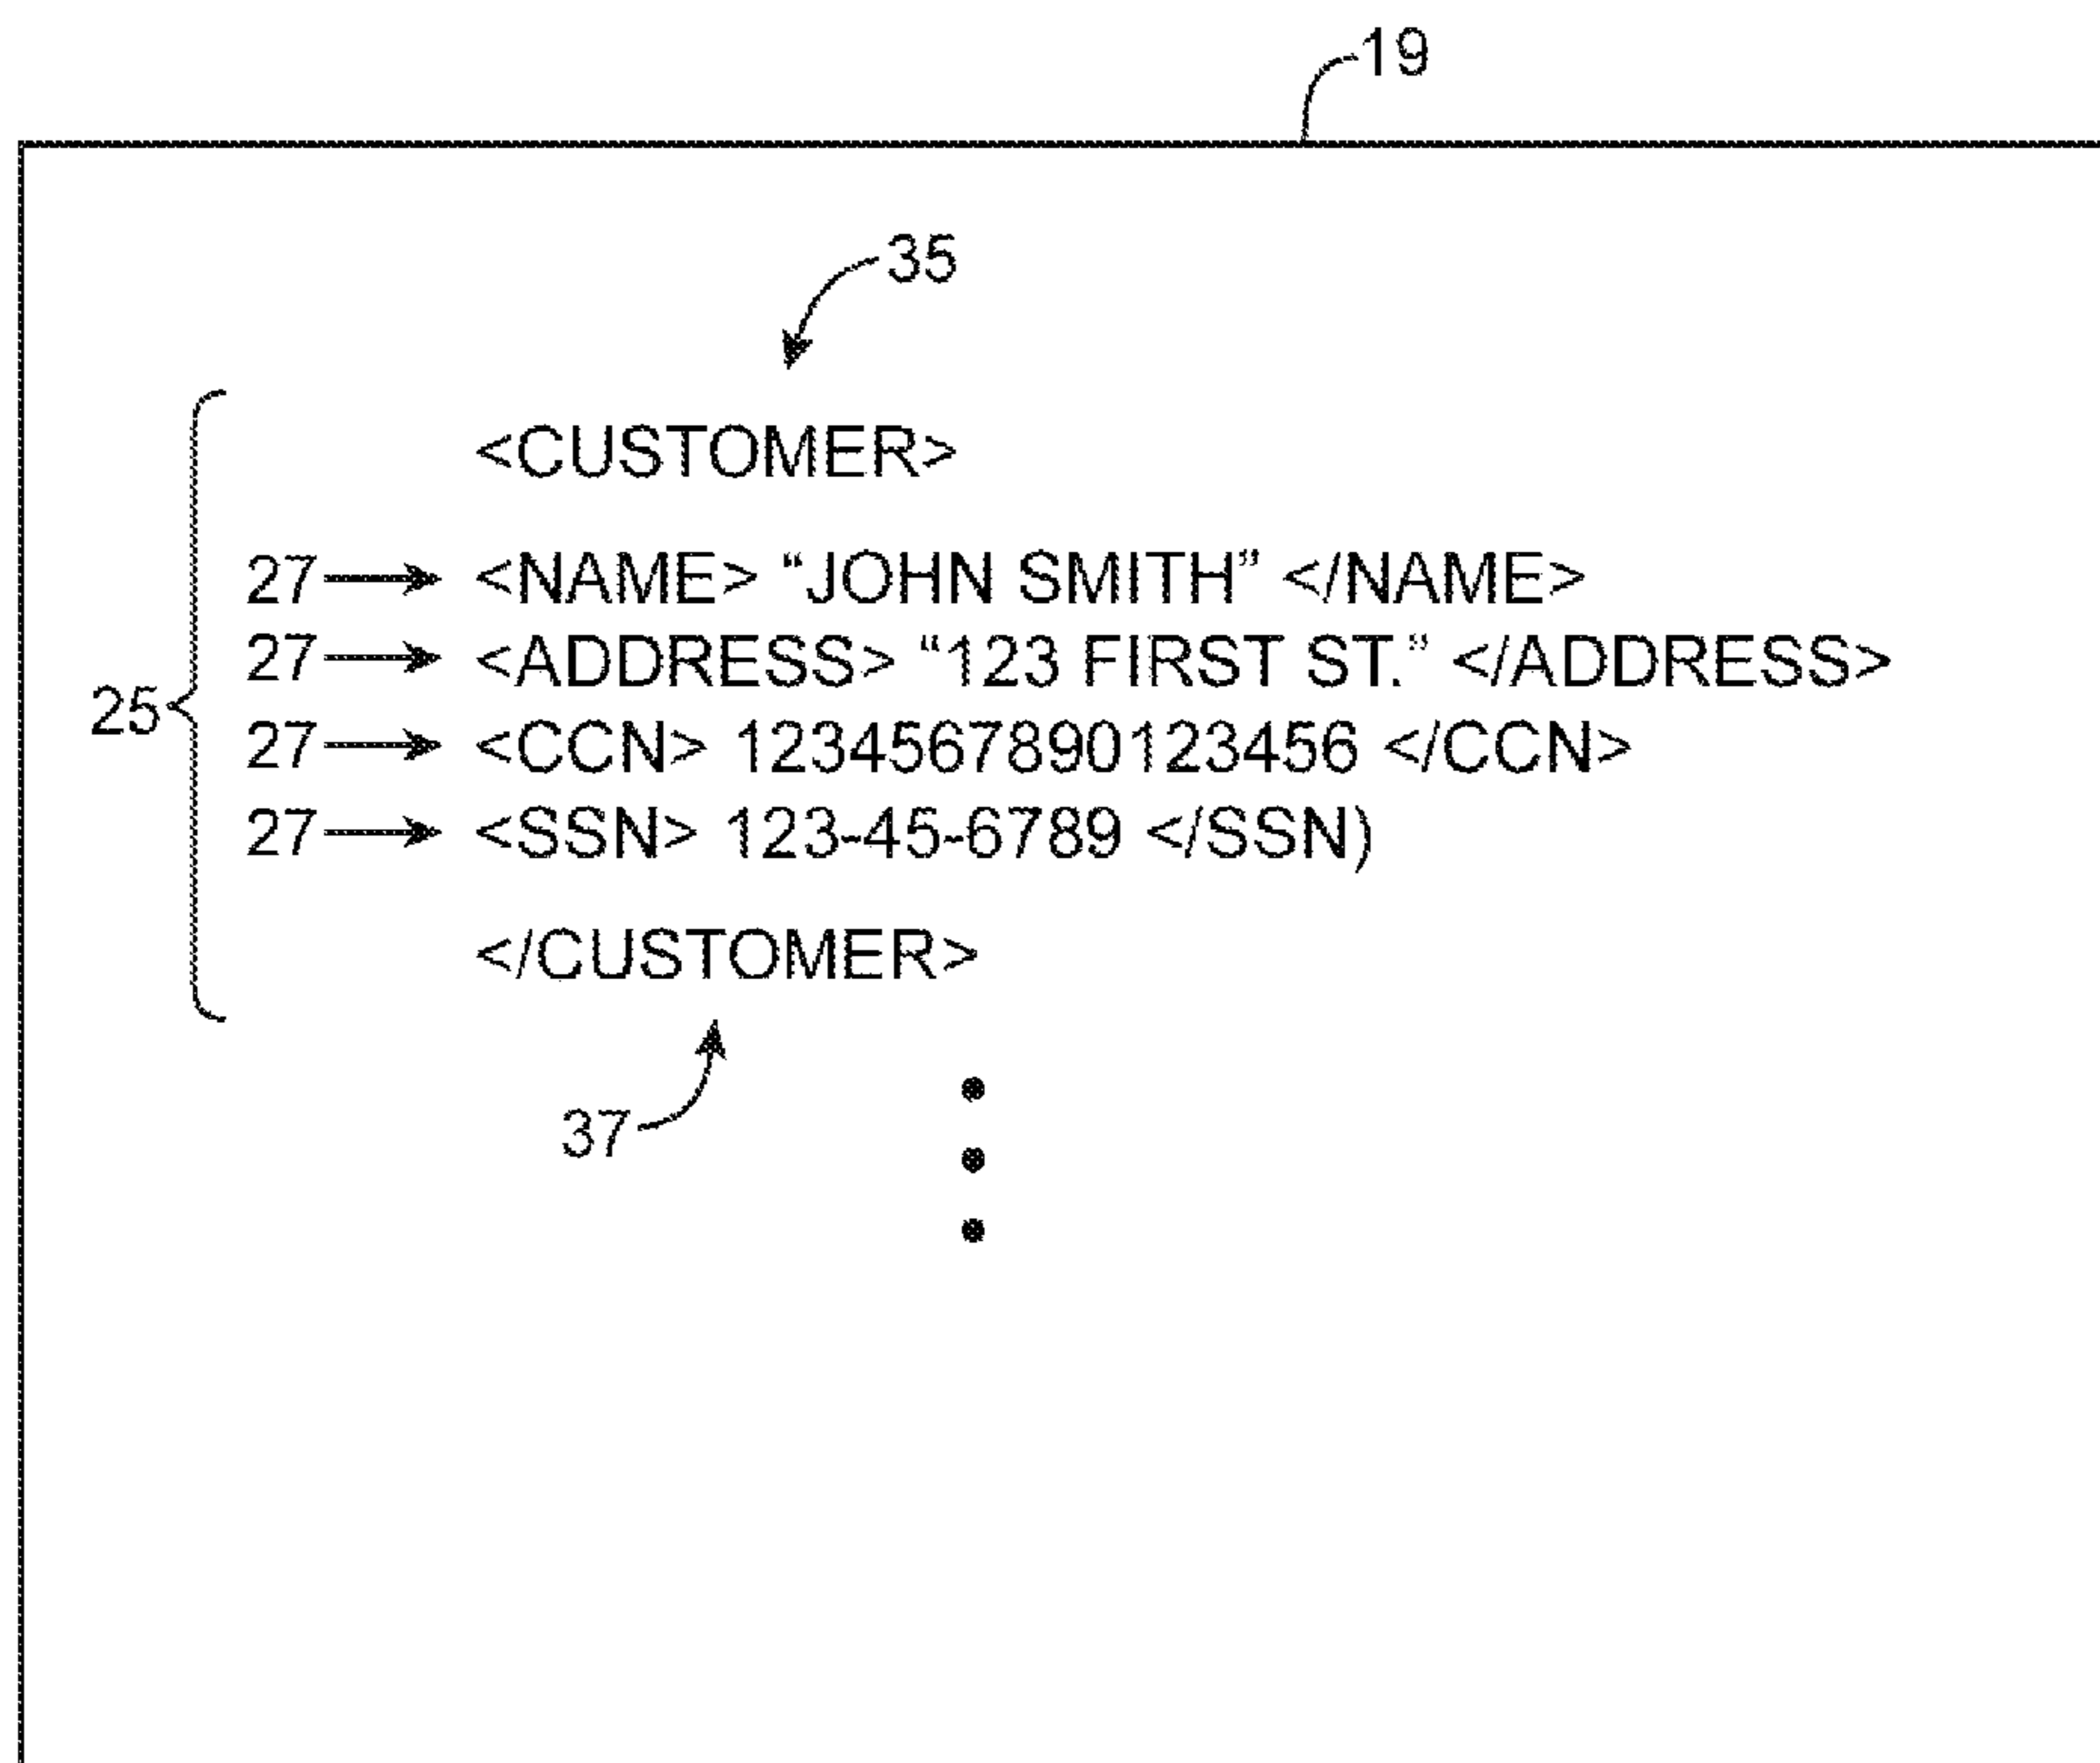 19
35
<CUSTOMER>
27 <NAME> “JOHN SMITH” </NAME>
27 <ADDRESS> “123 FIRST ST.” </ADDRESS>
25
27 <CCN> 1234567890123456 </CCN>
27 <SSN> 123-45-6789 </SSN)
</CUSTOMER>
37